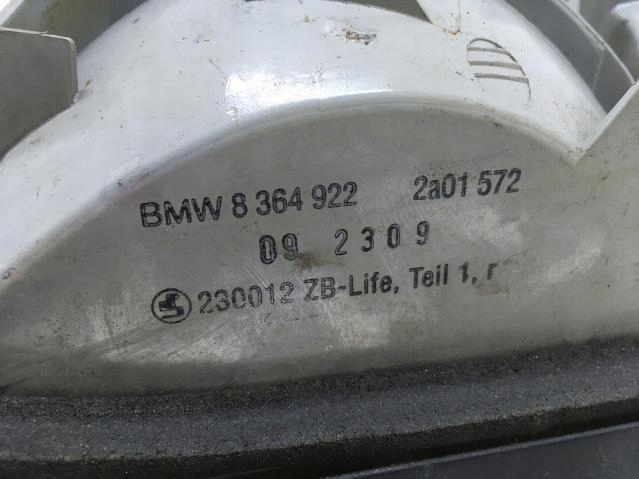 BMW 8 364 922 2a01 572
09 2309
230012 ZB-Life, Teil 1, r